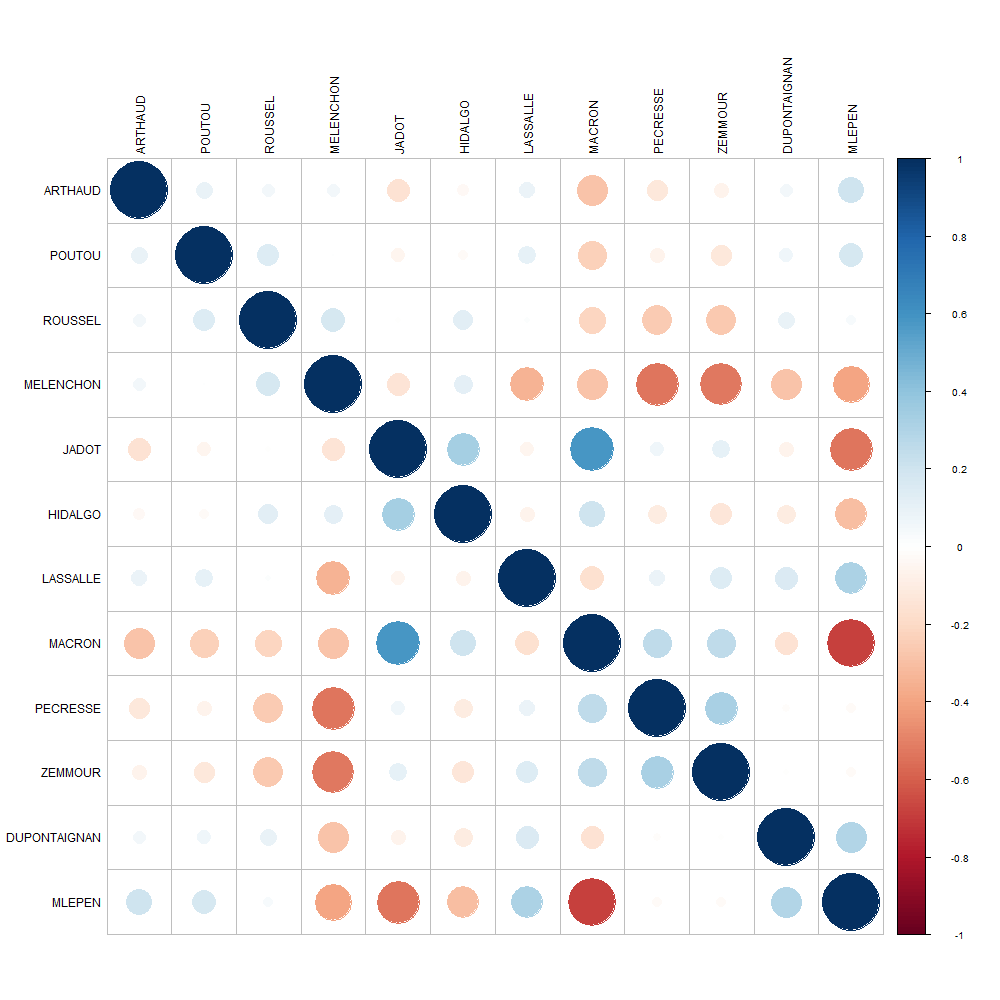 ARTHAUD
POUTOU
ROUSSEL
MELENCHON
JADOT
HIDALGO
LASSALLE
MACRON
PECRESSE
ZEMMOUR
DUPONTAIGNAN
MLEPEN
ARTHAUD
POUTOU
ROUSSEL
MELENCHON
JADOT
HIDALGO
LASSALLE
MACRON
PECRESSE
ZEMMOUR
DUPONTAIGNAN
MLEPEN
1
0.8
0.6
0.4
0.2
0
-0.2
-0.4
-0.6
-0.8
-1